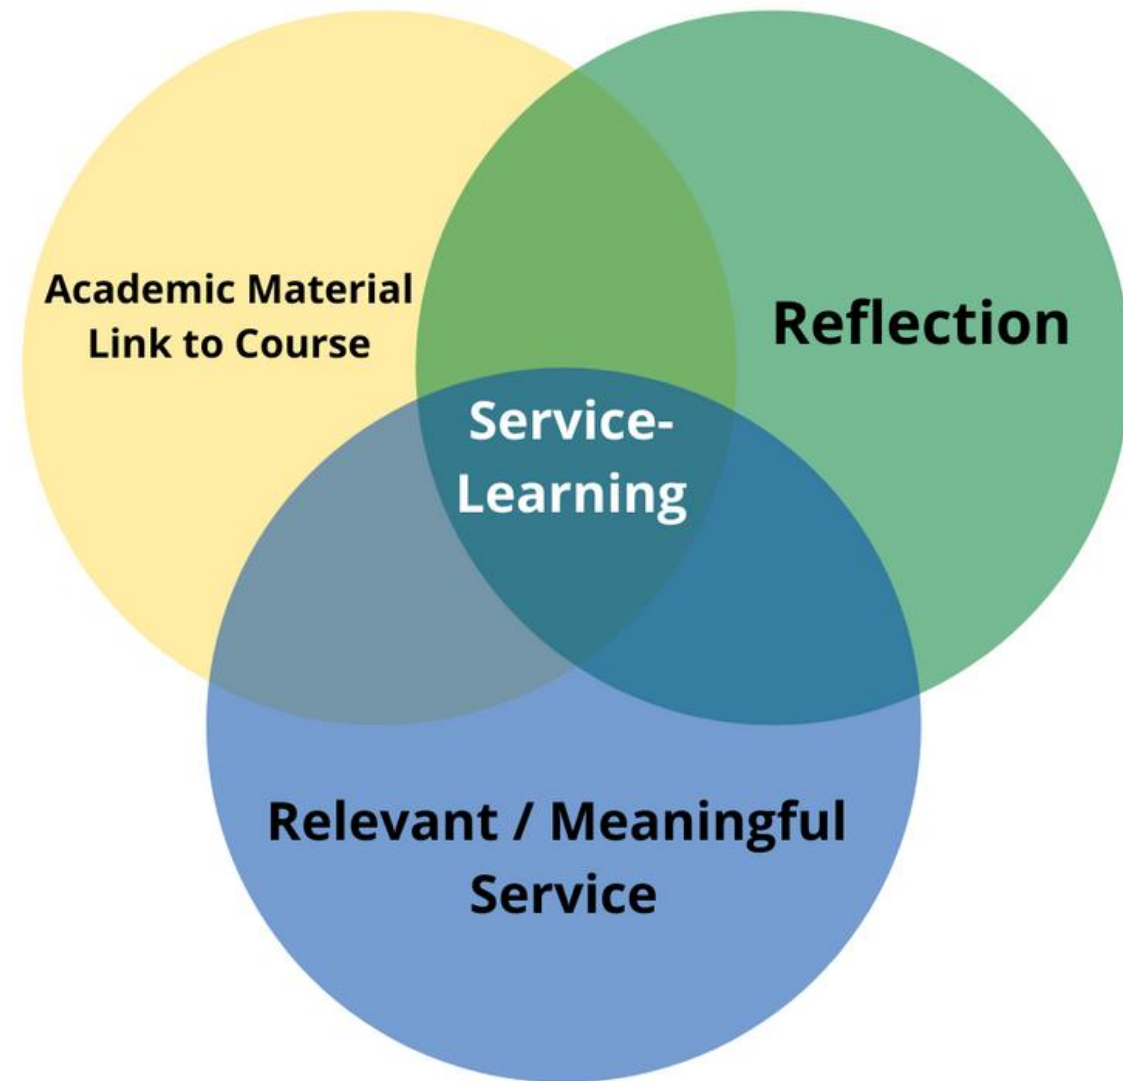 Academic Material
Link to Course
Reflection
Service-
Learning
Relevant / Meaningful
Service